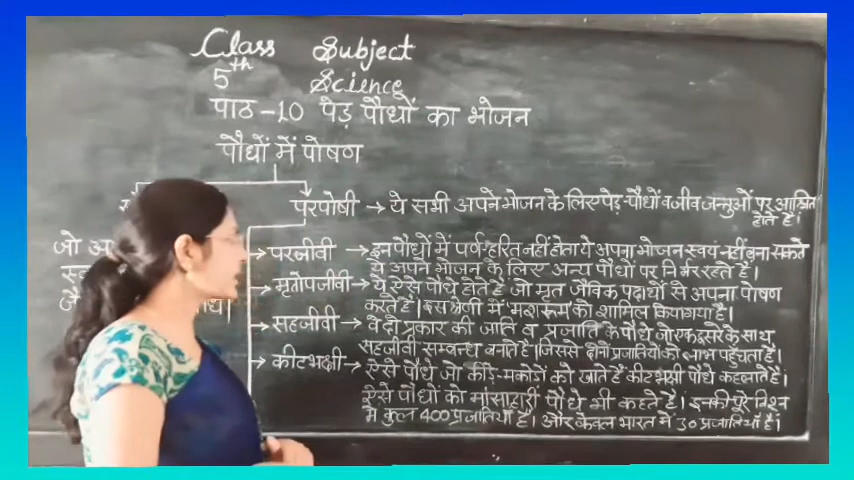 Class Subject
5th Science
पाठ -10 पेड़ पौधों का भोजन
पौधों में पोषण
परपोषी → ये सभी अपने भोजन के लिए पेड़-पौधों व जीव जन्तुओं पर आश्रित
होते हैं।
जो
परजीवी → इन पौधों में पर्ण-हरित नहीं होता ये अपना भोजन स्वयं नहीं बना सकते
ये अपने भोजन के लिए अन्य पौधों पर निर्भर रहते है।
मृतोपजीवी → ये ऐसे पौधे होते है जो मृत जैविक पदार्थो से अपना पोषण
करते हैं। इस श्रेणी में 'मशरूम' को शामिल किया गया है।
सहजीवी → वे दो प्रकार की जाति व प्रजाति के पौधे जो एक दूसरे के साथ
सहजीवी सम्बन्ध बनाते है। जिससे दोनो प्रजातियों को लाभ पहुँचता है।
कीटभक्षी → ऐसे पौधे जो कीड़े-मकोडो को खाते हैं कीटभक्षी पौधे कहलाते हैं।
ऐसे पौधों को मांसाहारी पौधे भी कहते है। इनकी पूरे विश्व
में कुल 400 प्रजातियाँ है। और केवल भारत में 30 प्रजातियाँ हैं।